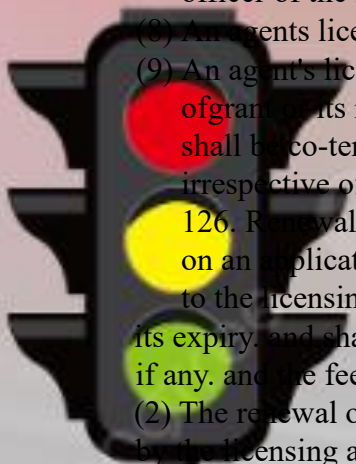 officer of the
(8) An agents lice
(9) An agent's lic
ofgrant of its
shall be co-ter
irrespective o
126. Renewal
on an applicat
to the licensin
its expiry. and sha
if any. and the fee
(2) The renewal o
by the licensing a